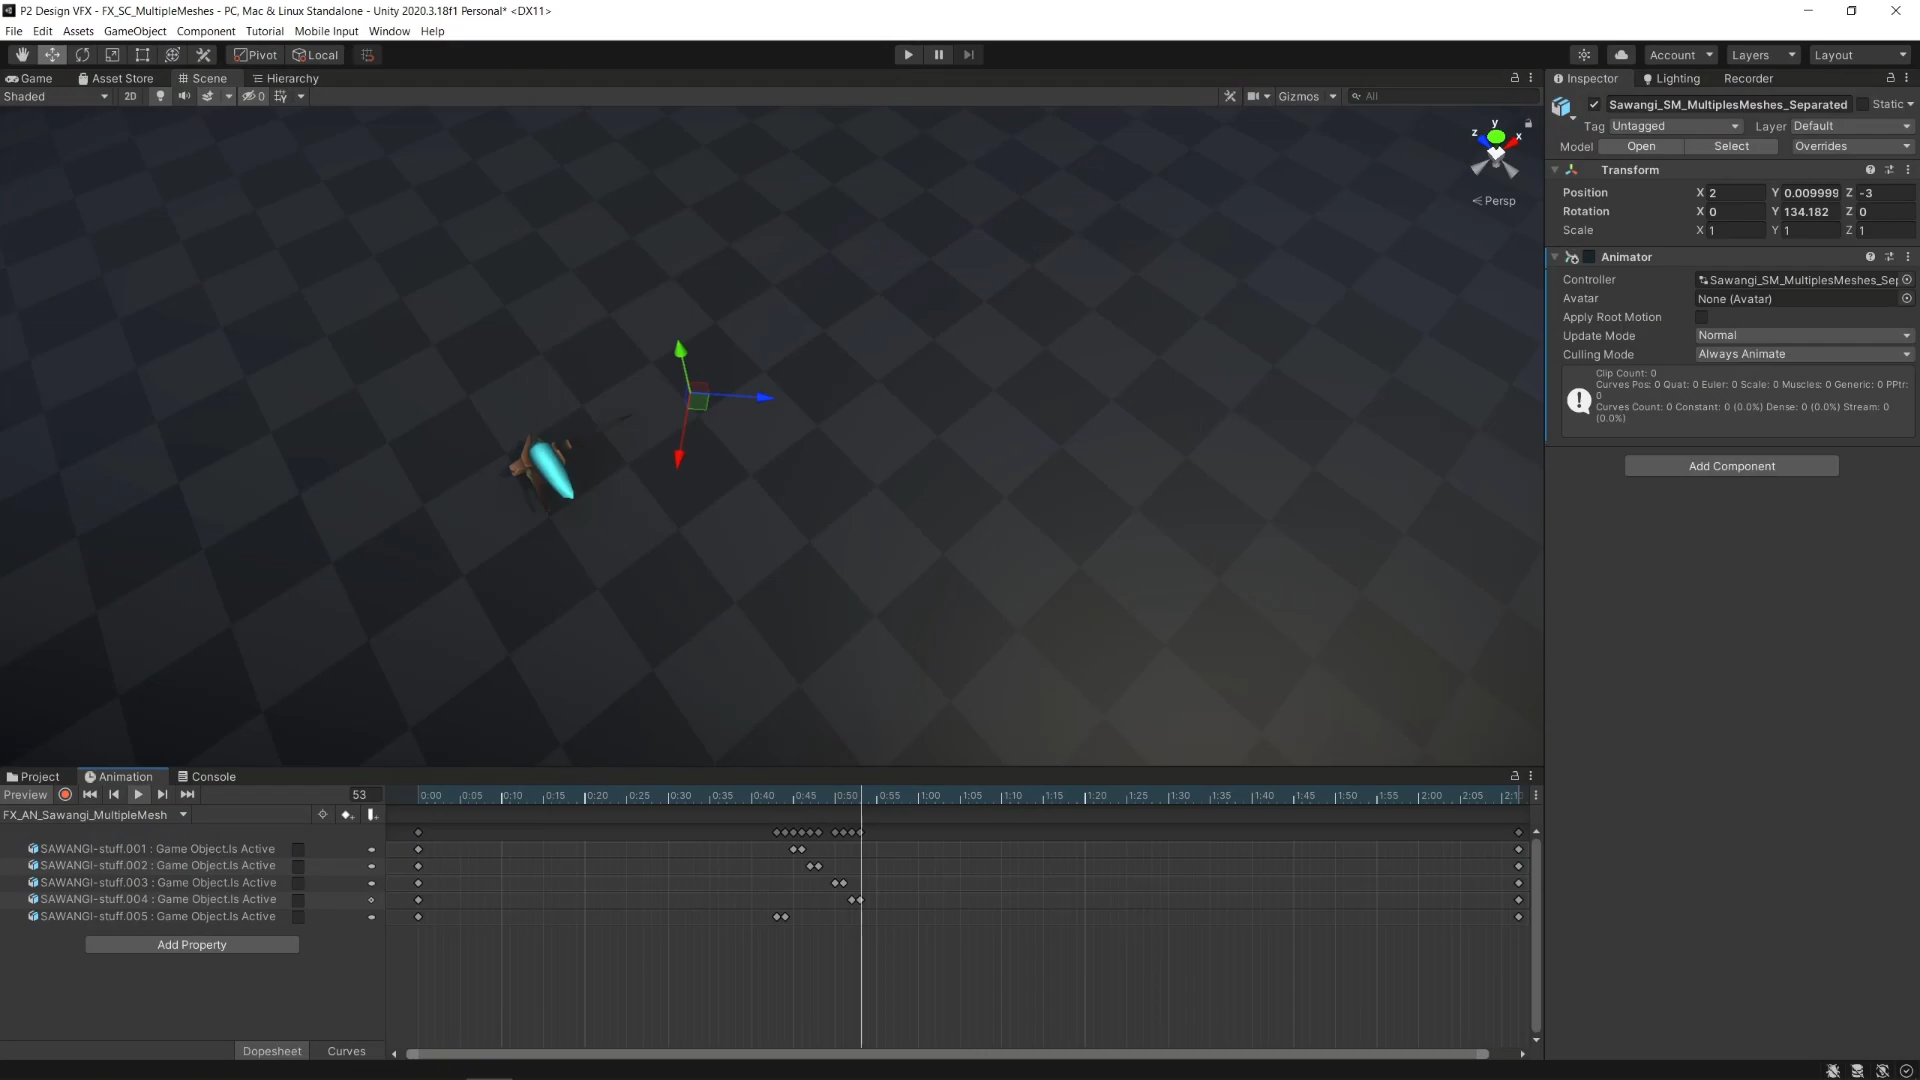 P2 Design VFX - FX_SC_MultipleMeshes - PC, Mac & Linux Standalone - Unity 2020.3.18f1 Personal* <DX11>
File Edit Assets GameObject Component Tutorial Mobile Input Window Help
Pivot Local Account Layers Layout
Game Asset Store Scene Hierarchy
Shaded 2D 0 Gizmos All
y
z x
Persp
Inspector Lighting Recorder
Sawangi_SM_MultiplesMeshes_Separated Static
Tag Untagged Layer Default
Model Open Select Overrides
Transform
Position X 2 Y 0.009999 Z -3
Rotation X 0 Y 134.182 Z 0
Scale X 1 Y 1 Z 1
Animator
Controller Sawangi_SM_MultiplesMeshes_Sep
Avatar None (Avatar)
Apply Root Motion
Update Mode Normal
Culling Mode Always Animate
Clip Count: 0
Curves Pos: 0 Quat: 0 Euler: 0 Scale: 0 Muscles: 0 Generic: 0 PPtr:
0
Curves Count: 0 Constant: 0 (0.0%) Dense: 0 (0.0%) Stream: 0
(0.0%)
Add Component
Project Animation Console
Preview 53 0:00 0:05 0:10 0:15 0:20 0:25 0:30 0:35 0:40 0:45 0:50 0:55 1:00 1:05 1:10 1:15 1:20 1:25 1:30 1:35 1:40 1:45 1:50 1:55 2:00 2:05 2:10
FX_AN_Sawangi_MultipleMesh
SAWANGI-stuff.001 : Game Object.Is Active
SAWANGI-stuff.002 : Game Object.Is Active
SAWANGI-stuff.003 : Game Object.Is Active
SAWANGI-stuff.004 : Game Object.Is Active
SAWANGI-stuff.005 : Game Object.Is Active
Add Property
Dopesheet Curves